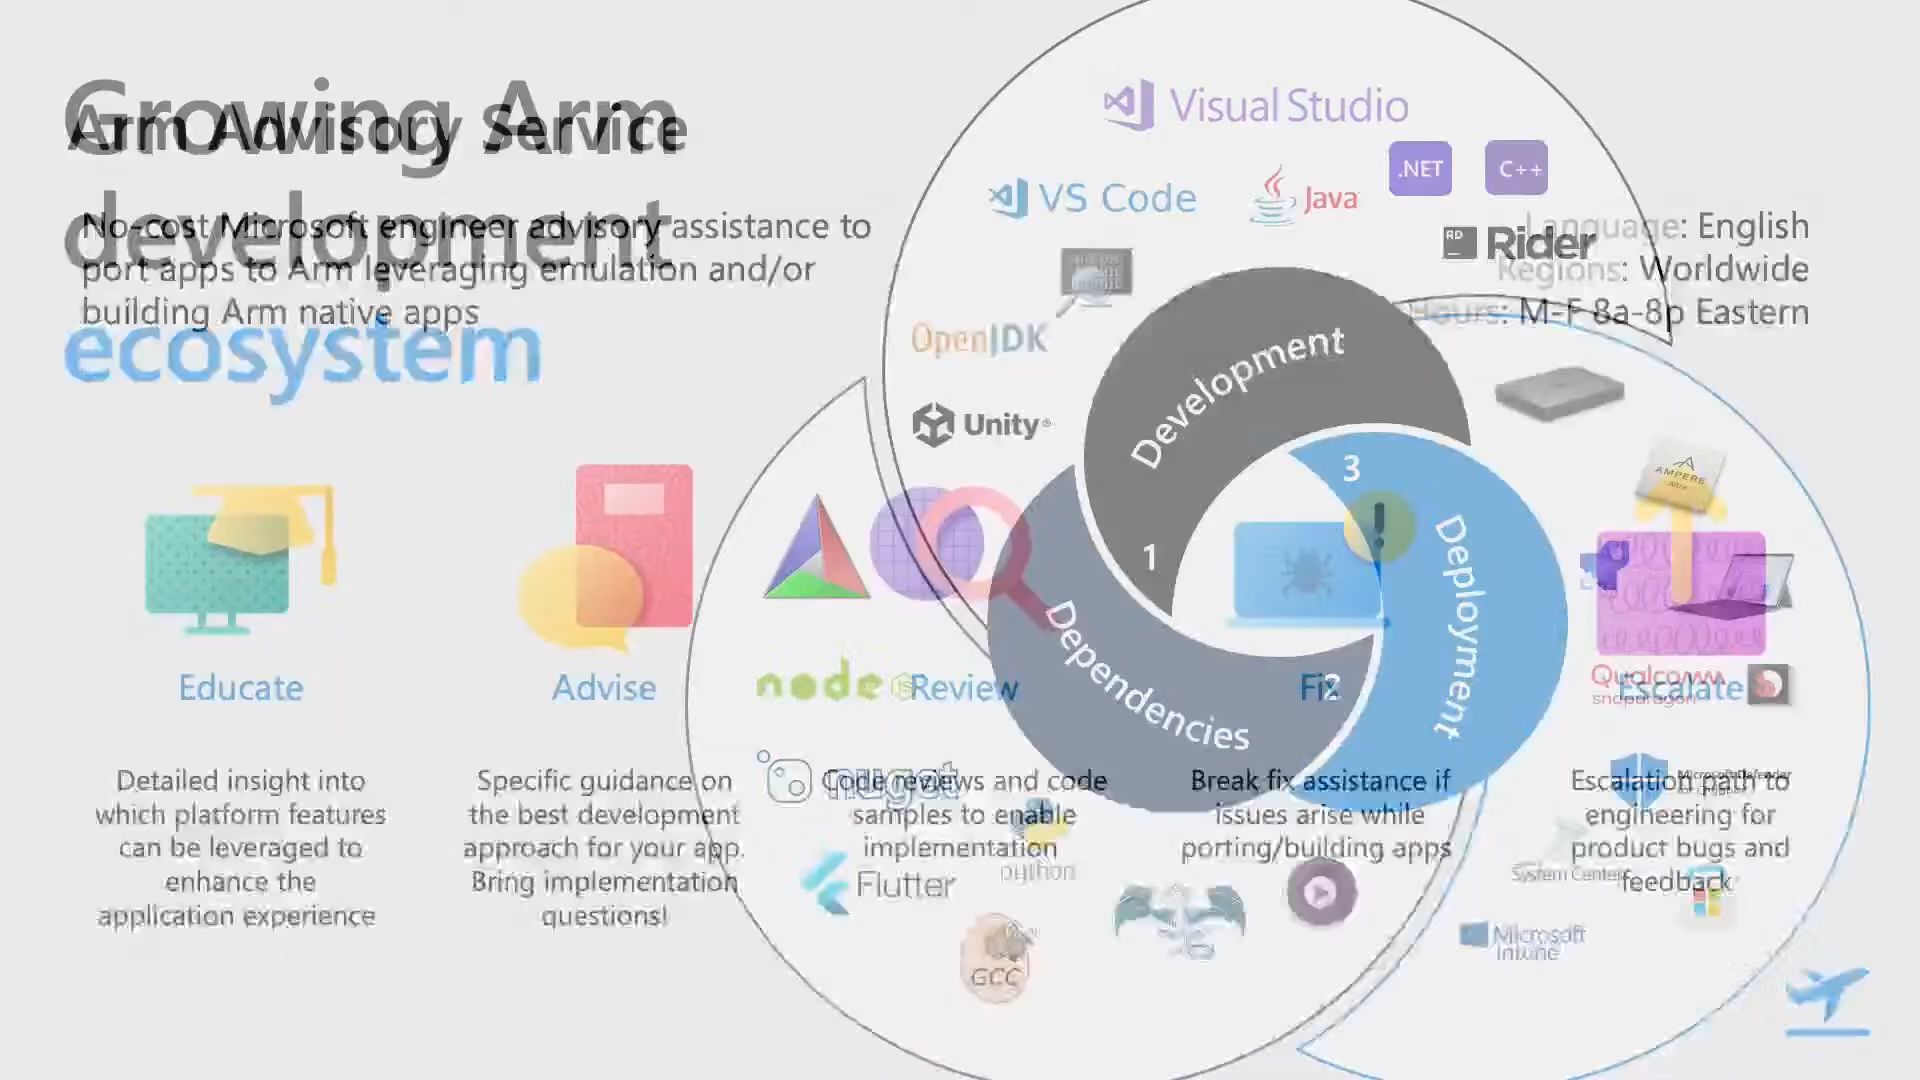 Growing Arm
development
ecosystem
Arm Advisory Service
No-cost Microsoft engineer advisory assistance to
port apps to Arm leveraging emulation and/or
building Arm native apps
Language: English
Regions: Worldwide
Hours: M-F 8a-8p Eastern
Visual Studio
.NET
C++
VS Code
Java
RD
Rider
OpenJDK
Unity
Development
1
3
Deployment
Dependencies
2
AMPERE
node
JS
Qualcomm
snapdragon
Educate
Advise
Review
Fix
Escalate
nuget
Microsoft Defender
Detailed insight into
which platform features
can be leveraged to
enhance the
application experience
Specific guidance on
the best development
approach for your app.
Bring implementation
questions!
Code reviews and code
samples to enable
implementation
Break fix assistance if
issues arise while
porting/building apps
Escalation path to
engineering for
product bugs and
feedback
python
Flutter
System Center
GCC
Microsoft
Intune